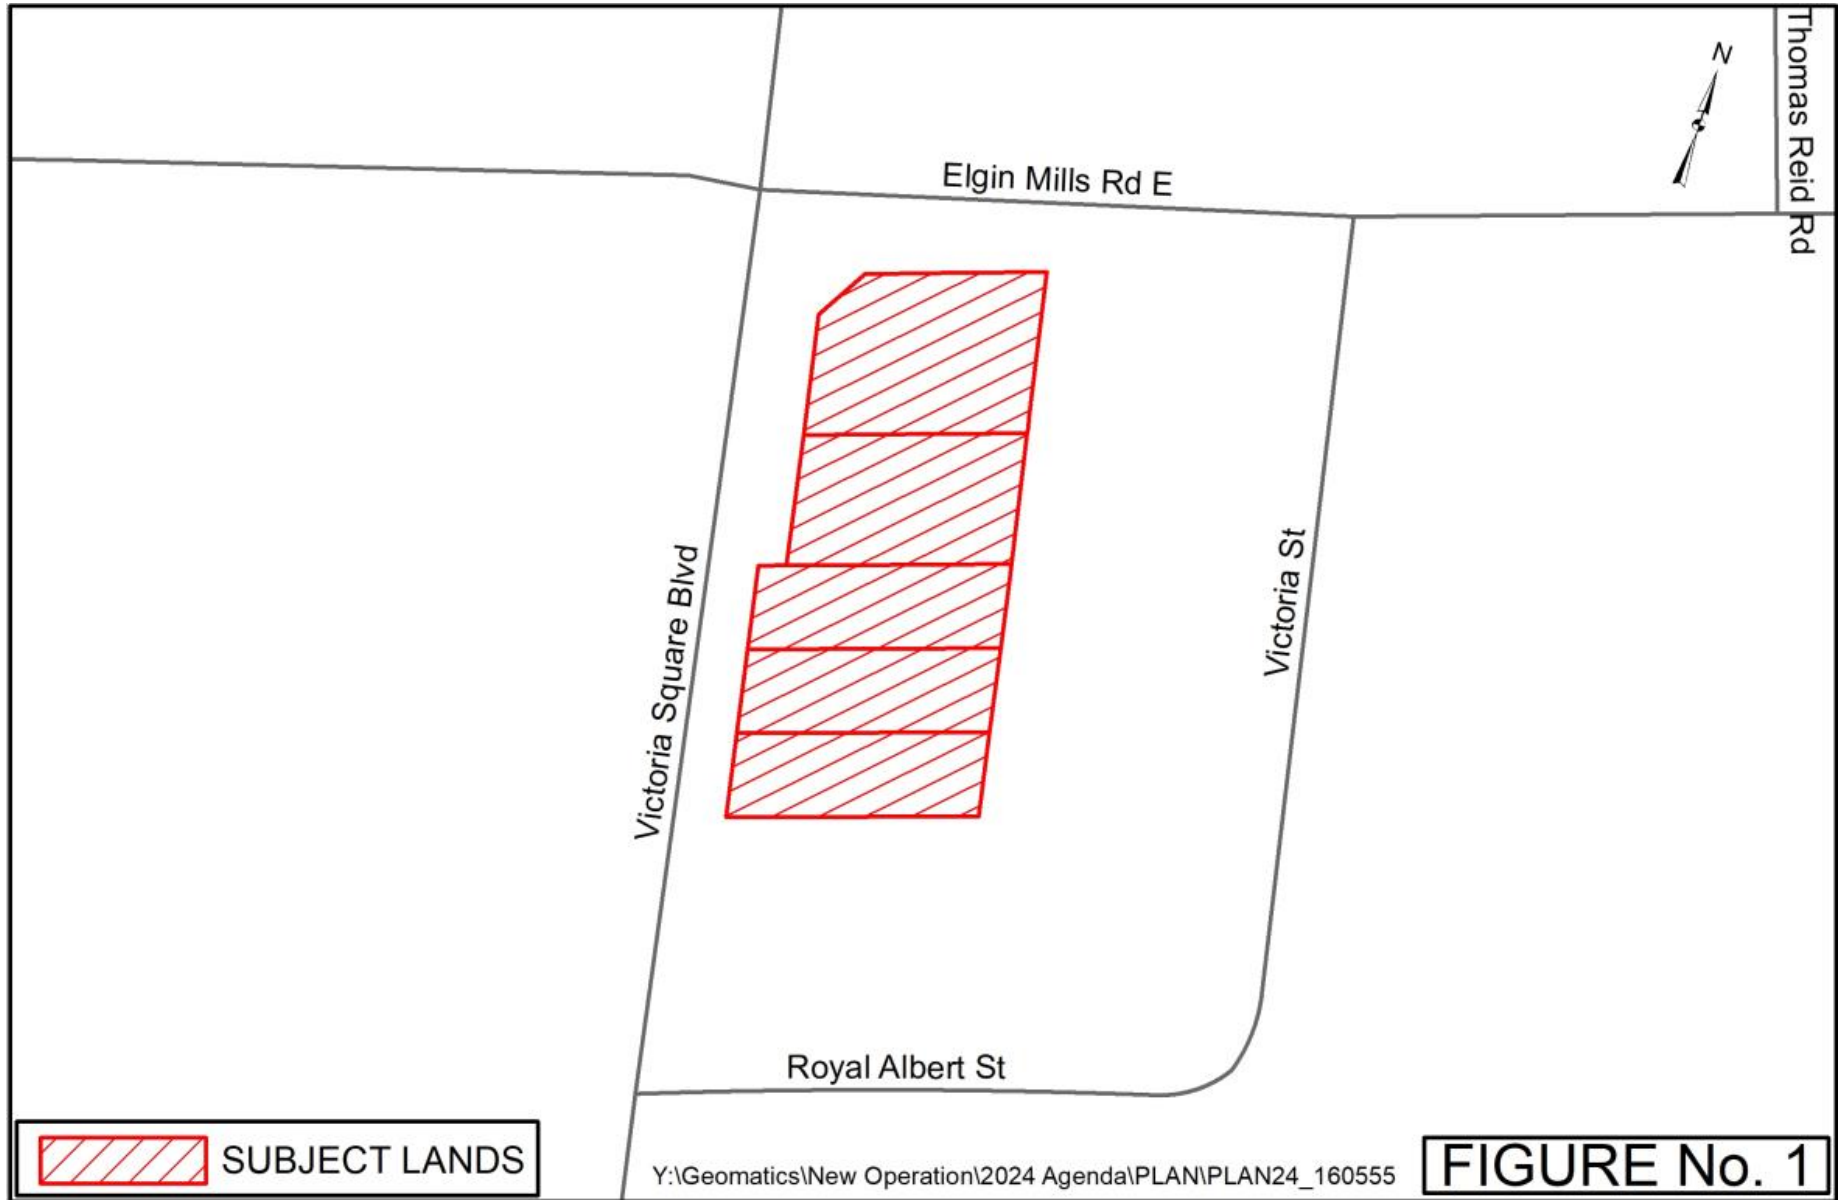 Thomas Reid Rd
N
Elgin Mills Rd E
Victoria Square Blvd
Victoria St
Royal Albert St
SUBJECT LANDS
Y:\Geomatics\New Operation\2024 Agenda\PLAN\PLAN24_160555
FIGURE No. 1